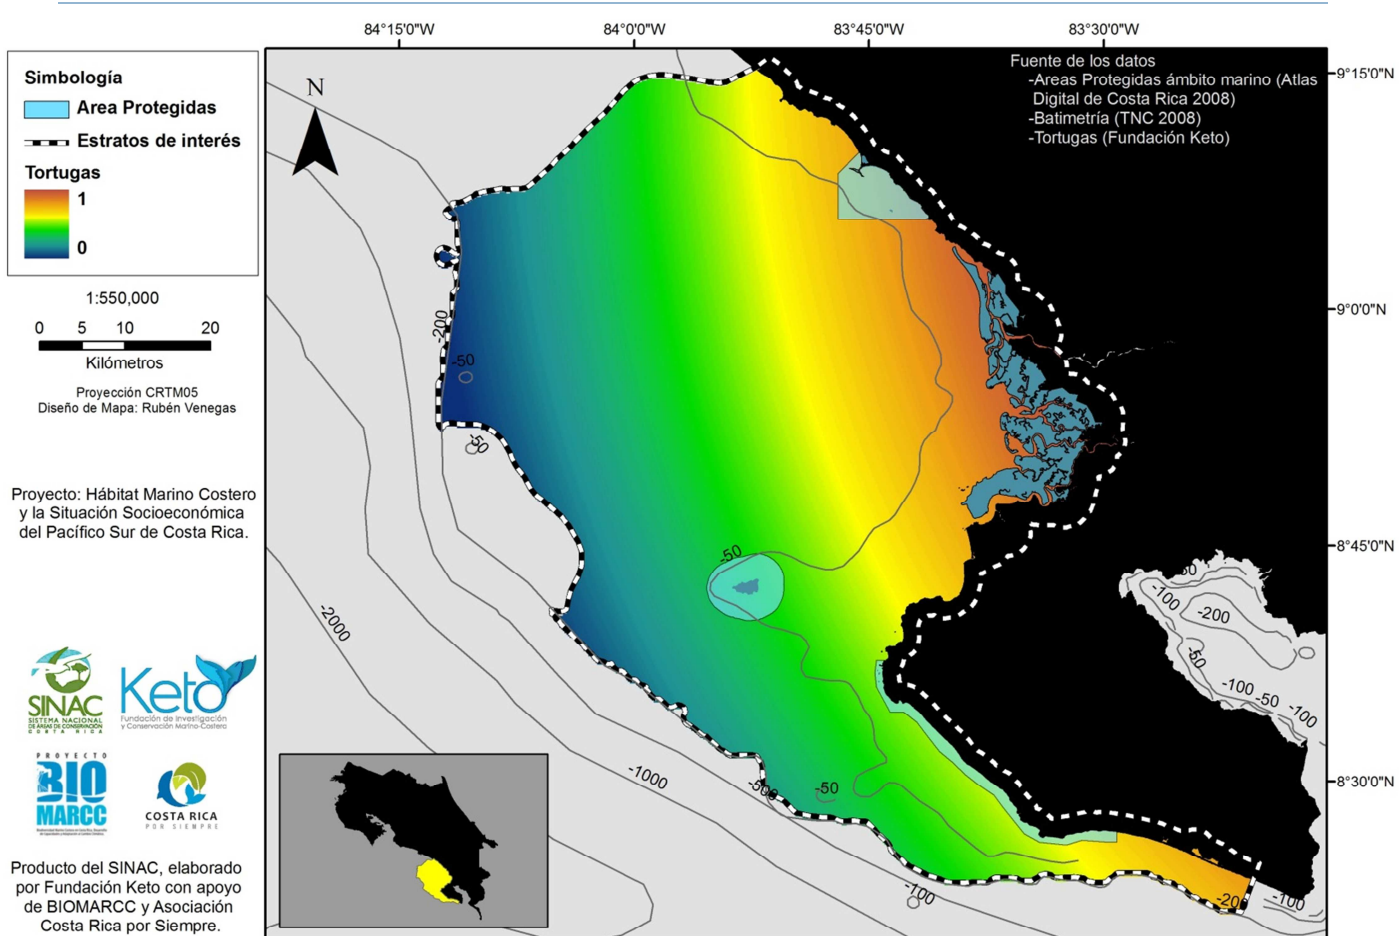 84°15'0"W
84°0'0"W
83°45'0"W
83°30'0"W
Simbología
Area Protegidas
Estratos de interés
Tortugas
1
0
1:550,000
0 5 10 20
Kilómetros
Proyección CRTM05
Diseño de Mapa: Rubén Venegas
Proyecto: Hábitat Marino Costero
y la Situación Socioeconómica
del Pacífico Sur de Costa Rica.
SINAC
SISTEMA NACIONAL
DE AREAS DE CONSERVACIÓN
COSTA RICA
Keto
Fundación de Investigación
y Conservación Marino-Costera
PROYECTO
BIO
MARCC
COSTA RICA
POR SIEMPRE
Producto del SINAC, elaborado
por Fundación Keto con apoyo
de BIOMARCC y Asociación
Costa Rica por Siempre.
N
Fuente de los datos
-Areas Protegidas ámbito marino (Atlas
Digital de Costa Rica 2008)
-Batimetría (TNC 2008)
-Tortugas (Fundación Keto)
9°15'0"N
9°0'0"N
8°45'0"N
8°30'0"N
-200
-50
-50
-50
-2000
-1000
-500
-50
-100
-100
-200
-50
-100
-50
-100
-100